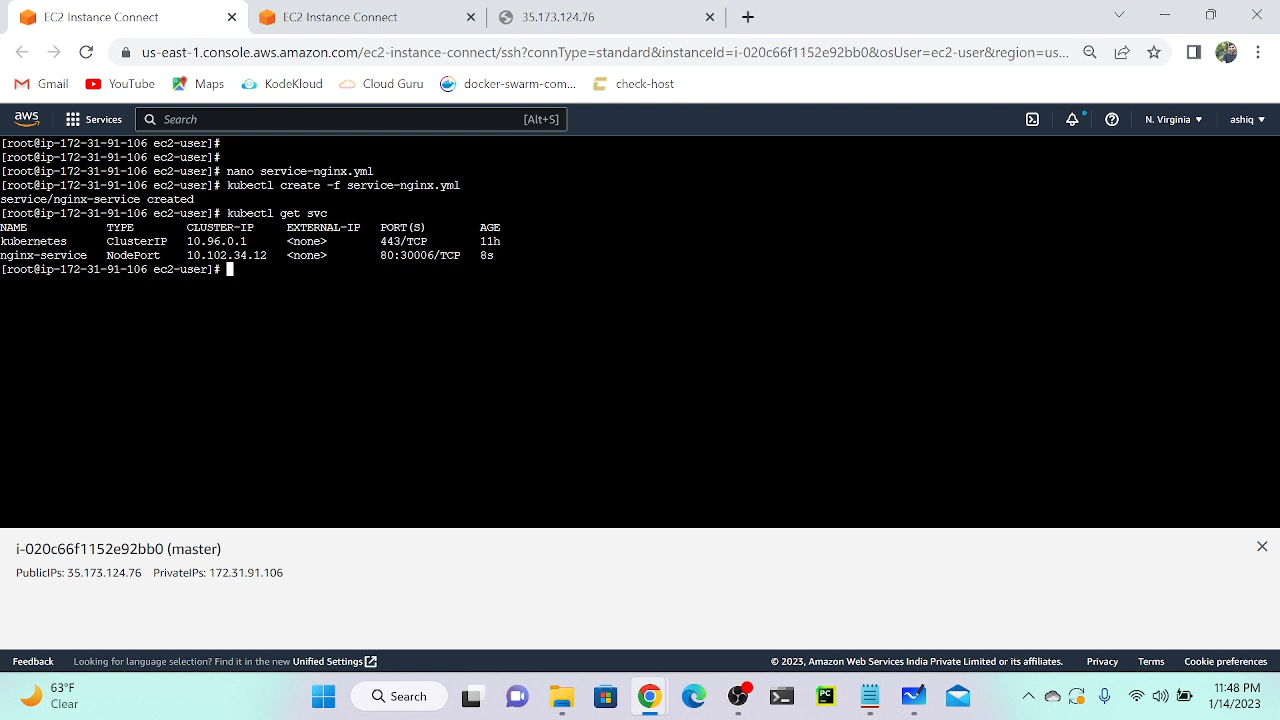 EC2 Instance Connect
EC2 Instance Connect
35.173.124.76
us-east-1.console.aws.amazon.com/ec2-instance-connect/ssh?connType=standard&instanceId=i-020c66f1152e92bb0&osUser=ec2-user&region=us...
Gmail YouTube Maps KodeKloud Cloud Guru docker-swarm-com... check-host
aws Services Search [Alt+S] N. Virginia ashiq
[root@ip-172-31-91-106 ec2-user]#
[root@ip-172-31-91-106 ec2-user]#
[root@ip-172-31-91-106 ec2-user]# nano service-nginx.yml
[root@ip-172-31-91-106 ec2-user]# kubectl create -f service-nginx.yml
service/nginx-service created
[root@ip-172-31-91-106 ec2-user]# kubectl get svc
NAME TYPE CLUSTER-IP EXTERNAL-IP PORT(S) AGE
kubernetes ClusterIP 10.96.0.1 <none> 443/TCP 11h
nginx-service NodePort 10.102.34.12 <none> 80:30006/TCP 8s
[root@ip-172-31-91-106 ec2-user]#
i-020c66f1152e92bb0 (master)
PublicIPs: 35.173.124.76 PrivateIPs: 172.31.91.106
Feedback Looking for language selection? Find it in the new Unified Settings © 2023, Amazon Web Services India Private Limited or its affiliates. Privacy Terms Cookie preferences
63°F
Clear
Search
PC
11:48 PM
1/14/2023